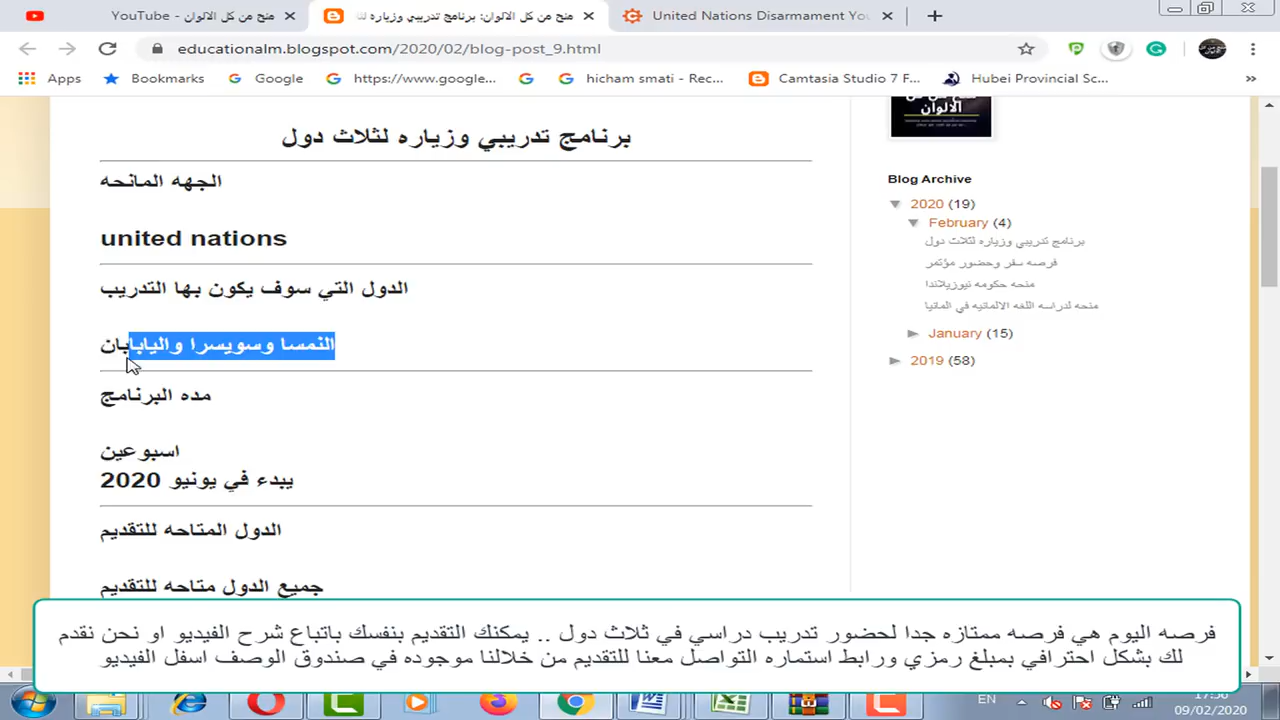 منح من كل الالوان - YouTube
منح من كل الالوان: برنامج تدريبي وزياره لث
United Nations Disarmament You
educationalm.blogspot.com/2020/02/blog-post_9.html
Apps
Bookmarks
Google
https://www.google...
hicham smati - Rec...
Camtasia Studio 7 F...
Hubei Provincial Sc...
»
الالوان
برنامج تدريبي وزياره لثلاث دول
الجهه المانحه
united nations
الدول التي سوف يكون بها التدريب
النمسا وسويسرا واليابابان
مده البرنامج
اسبوعين
يبدء في يونيو 2020
الدول المتاحه للتقديم
جميع الدول متاحه للتقديم
Blog Archive
▼ 2020 (19)
▼ February (4)
برنامج تدريبي وزياره لثلاث دول
فرصه سفر وحضور مؤتمر
منحه حكومه نيوزيلاندا
منحه لدراسه اللغه الالمانيه في المانيا
► January (15)
► 2019 (58)
فرصه اليوم هي فرصه ممتازه جدا لحضور تدريب دراسي في ثلاث دول .. يمكنك التقديم بنفسك باتباع شرح الفيديو او نحن نقدم
لك بشكل احترافي بمبلغ رمزي ورابط استماره التواصل معنا للتقديم من خلالنا موجوده في صندوق الوصف اسفل الفيديو
EN
17:56
09/02/2020